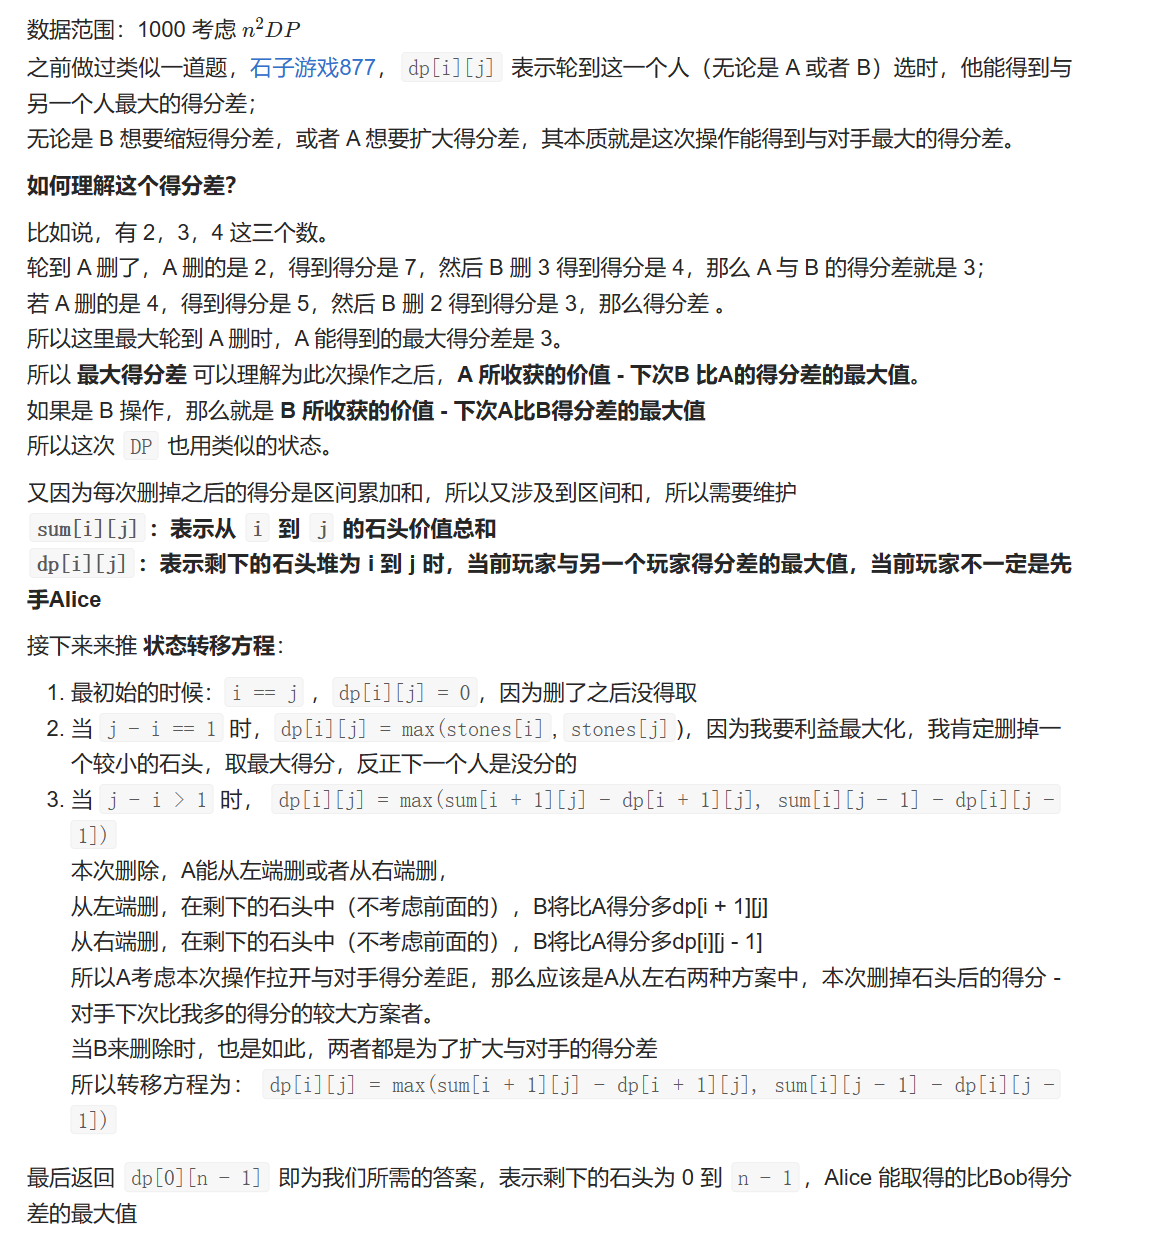 数据范围：1000 考虑 n²DP
之前做过类似一道题，石子游戏877， dp[i][j] 表示轮到这一个人（无论是 A 或者 B）选时，他能得到与
另一个人最大的得分差；
无论是 B 想要缩短得分差，或者 A 想要扩大得分差，其本质就是这次操作能得到与对手最大的得分差。
如何理解这个得分差？
比如说，有 2，3，4 这三个数。
轮到 A 删了，A 删的是 2，得到得分是 7，然后 B 删 3 得到得分是 4，那么 A 与 B 的得分差就是 3；
若 A 删的是 4，得到得分是 5，然后 B 删 2 得到得分是 3，那么得分差 。
所以这里最大轮到 A 删时，A 能得到的最大得分差是 3。
所以 最大得分差 可以理解为此次操作之后，A 所收获的价值 - 下次B 比A的得分差的最大值。
如果是 B 操作，那么就是 B 所收获的价值 - 下次A比B得分差的最大值
所以这次 DP 也用类似的状态。
又因为每次删掉之后的得分是区间累加和，所以又涉及到区间和，所以需要维护
sum[i][j] ：表示从 i 到 j 的石头价值总和
dp[i][j] ：表示剩下的石头堆为 i 到 j 时，当前玩家与另一个玩家得分差的最大值，当前玩家不一定是先
手Alice
接下来来推 状态转移方程：
1. 最初始的时候： i == j ， dp[i][j] = 0 ，因为删了之后没得取
2. 当 j - i == 1 时， dp[i][j] = max(stones[i] , stones[j] )，因为我要利益最大化，我肯定删掉一
个较小的石头，取最大得分，反正下一个人是没分的
3. 当 j - i > 1 时， dp[i][j] = max(sum[i + 1][j] - dp[i + 1][j], sum[i][j - 1] - dp[i][j -
1])
本次删除，A能从左端删或者从右端删，
从左端删，在剩下的石头中（不考虑前面的），B将比A得分多dp[i + 1][j]
从右端删，在剩下的石头中（不考虑前面的），B将比A得分多dp[i][j - 1]
所以A考虑本次操作拉开与对手得分差距，那么应该是A从左右两种方案中，本次删掉石头后的得分 -
对手下次比我多的得分的较大方案者。
当B来删除时，也是如此，两者都是为了扩大与对手的得分差
所以转移方程为： dp[i][j] = max(sum[i + 1][j] - dp[i + 1][j], sum[i][j - 1] - dp[i][j -
1])
最后返回 dp[0][n - 1] 即为我们所需的答案，表示剩下的石头为 0 到 n - 1 ，Alice 能取得的比Bob得分
差的最大值